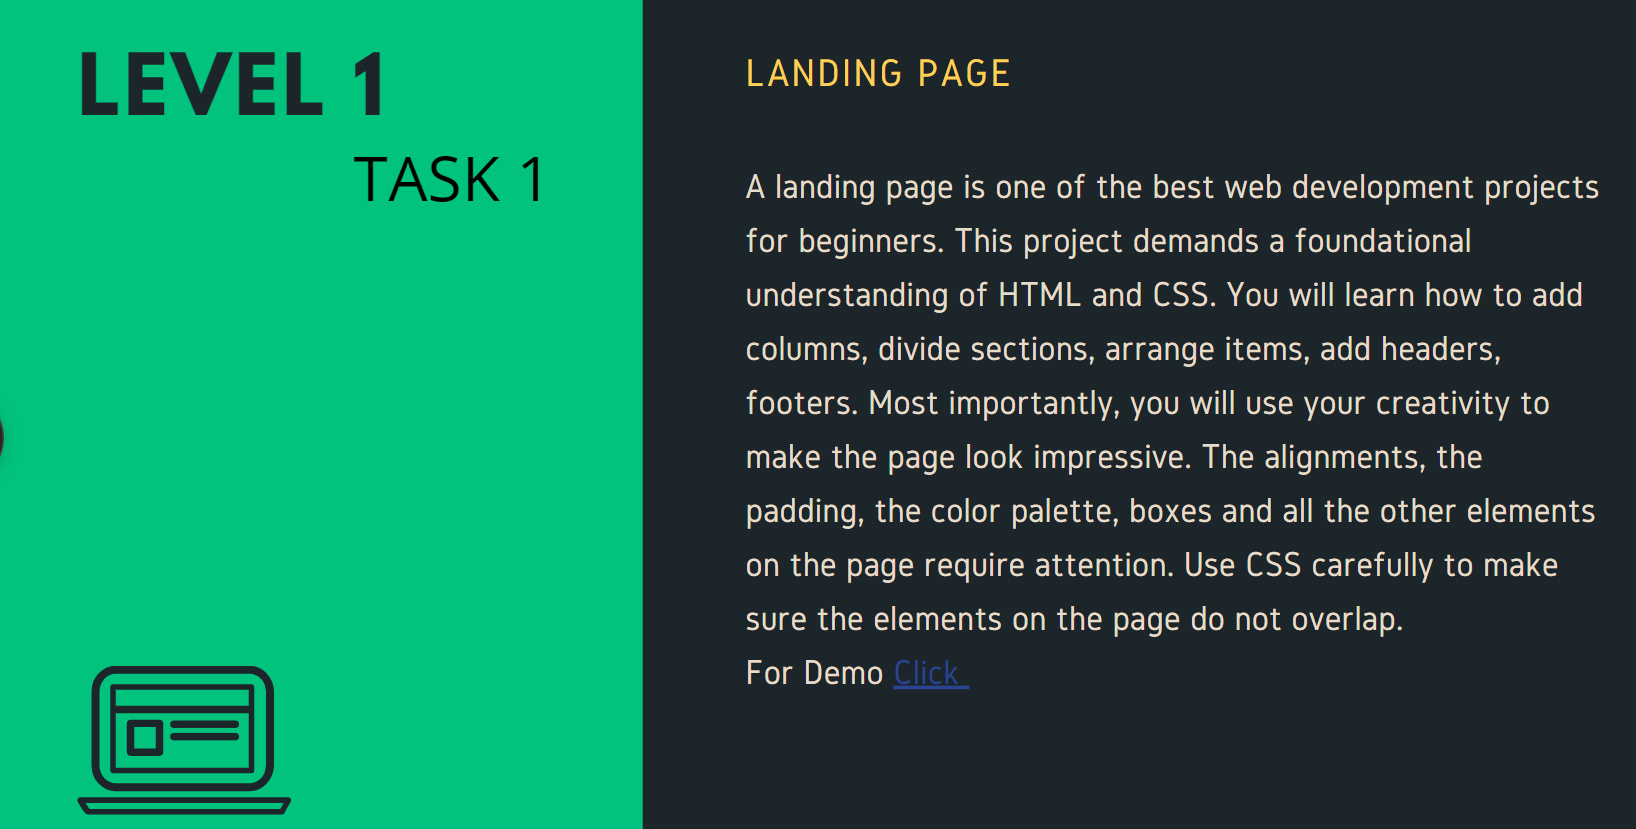 LEVEL 1
TASK 1
LANDING PAGE
A landing page is one of the best web development projects
for beginners. This project demands a foundational
understanding of HTML and CSS. You will learn how to add
columns, divide sections, arrange items, add headers,
footers. Most importantly, you will use your creativity to
make the page look impressive. The alignments, the
padding, the color palette, boxes and all the other elements
on the page require attention. Use CSS carefully to make
sure the elements on the page do not overlap.
For Demo Click